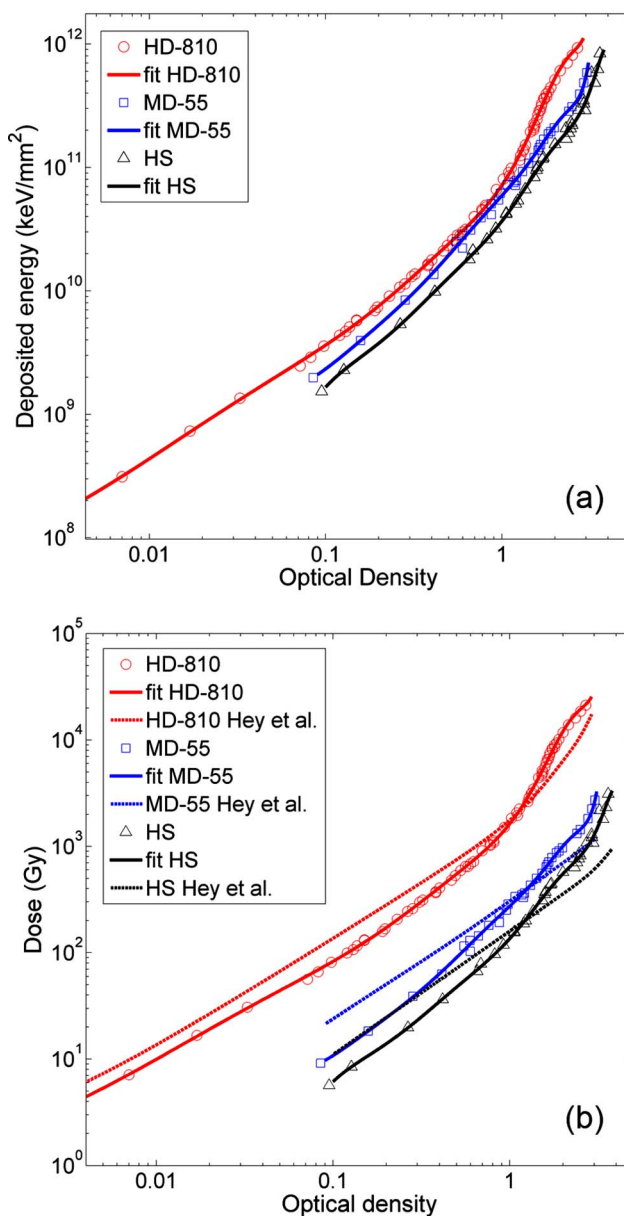 10^12
10^11
10^10
10^9
10^8
Deposited energy (keV/mm^2)
HD-810
fit HD-810
MD-55
fit MD-55
HS
fit HS
(a)
0.01 0.1 1
Optical Density
10^5
10^4
10^3
10^2
10^1
10^0
Dose (Gy)
HD-810
fit HD-810
HD-810 Hey et al.
MD-55
fit MD-55
MD-55 Hey et al.
HS
fit HS
HS Hey et al.
(b)
0.01 0.1 1
Optical density